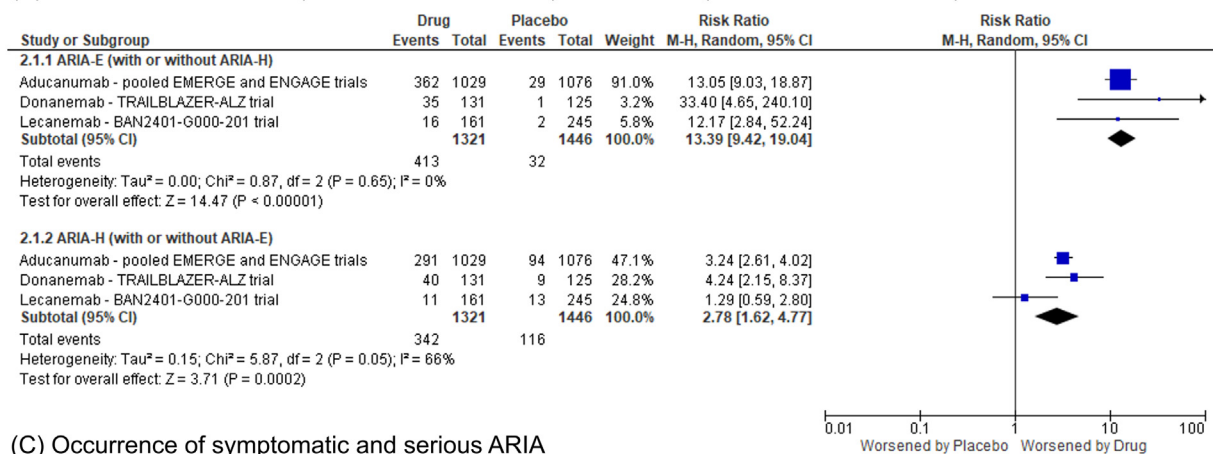 Drug Placebo Risk Ratio Risk Ratio
Study or Subgroup Events Total Events Total Weight M-H, Random, 95% CI M-H, Random, 95% CI
2.1.1 ARIA-E (with or without ARIA-H)
Aducanumab - pooled EMERGE and ENGAGE trials 362 1029 29 1076 91.0% 13.05 [9.03, 18.87]
Donanemab - TRAILBLAZER-ALZ trial 35 131 1 125 3.2% 33.40 [4.65, 240.10]
Lecanemab - BAN2401-G000-201 trial 16 161 2 245 5.8% 12.17 [2.84, 52.24]
Subtotal (95% CI) 1321 1446 100.0% 13.39 [9.42, 19.04]
Total events 413 32
Heterogeneity: Tau² = 0.00; Chi² = 0.87, df = 2 (P = 0.65); I² = 0%
Test for overall effect: Z = 14.47 (P < 0.00001)
2.1.2 ARIA-H (with or without ARIA-E)
Aducanumab - pooled EMERGE and ENGAGE trials 291 1029 94 1076 47.1% 3.24 [2.61, 4.02]
Donanemab - TRAILBLAZER-ALZ trial 40 131 9 125 28.2% 4.24 [2.15, 8.37]
Lecanemab - BAN2401-G000-201 trial 11 161 13 245 24.8% 1.29 [0.59, 2.80]
Subtotal (95% CI) 1321 1446 100.0% 2.78 [1.62, 4.77]
Total events 342 116
Heterogeneity: Tau² = 0.15; Chi² = 5.87, df = 2 (P = 0.05); I² = 66%
Test for overall effect: Z = 3.71 (P = 0.0002)
0.01 0.1 1 10 100
Worsened by Placebo Worsened by Drug
(C) Occurrence of symptomatic and serious ARIA